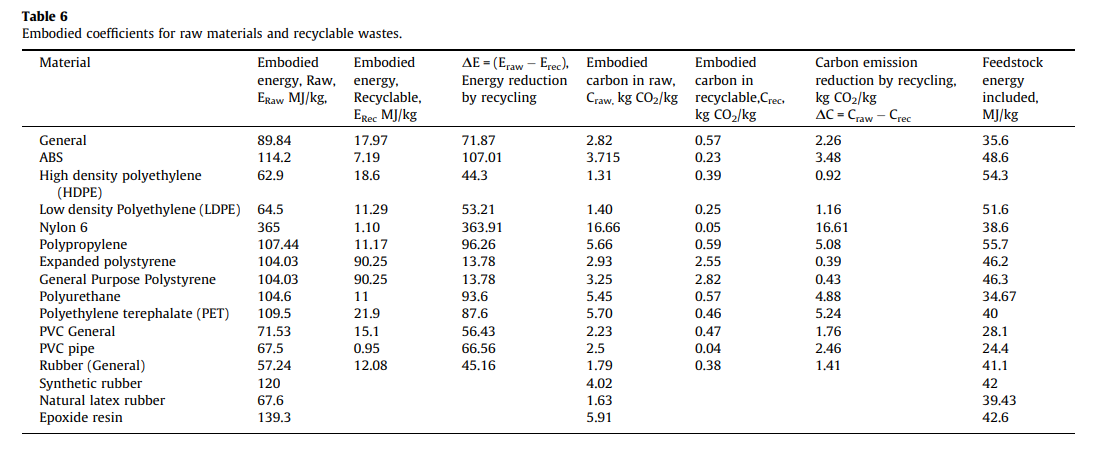 Table 6
Embodied coefficients for raw materials and recyclable wastes.
Material Embodied Embodied ΔE = (Eraw − Erec), Embodied Embodied Carbon emission Feedstock
energy, Raw, energy, Energy reduction carbon in raw, carbon in reduction by recycling, energy
ERaw MJ/kg, Recyclable, by recycling Craw, kg CO2/kg recyclable,Crec, kg CO2/kg included,
ERec MJ/kg kg CO2/kg ΔC = Craw − Crec MJ/kg
General 89.84 17.97 71.87 2.82 0.57 2.26 35.6
ABS 114.2 7.19 107.01 3.715 0.23 3.48 48.6
High density polyethylene 62.9 18.6 44.3 1.31 0.39 0.92 54.3
(HDPE)
Low density Polyethylene (LDPE) 64.5 11.29 53.21 1.40 0.25 1.16 51.6
Nylon 6 365 1.10 363.91 16.66 0.05 16.61 38.6
Polypropylene 107.44 11.17 96.26 5.66 0.59 5.08 55.7
Expanded polystyrene 104.03 90.25 13.78 2.93 2.55 0.39 46.2
General Purpose Polystyrene 104.03 90.25 13.78 3.25 2.82 0.43 46.3
Polyurethane 104.6 11 93.6 5.45 0.57 4.88 34.67
Polyethylene terephalate (PET) 109.5 21.9 87.6 5.70 0.46 5.24 40
PVC General 71.53 15.1 56.43 2.23 0.47 1.76 28.1
PVC pipe 67.5 0.95 66.56 2.5 0.04 2.46 24.4
Rubber (General) 57.24 12.08 45.16 1.79 0.38 1.41 41.1
Synthetic rubber 120 4.02 42
Natural latex rubber 67.6 1.63 39.43
Epoxide resin 139.3 5.91 42.6